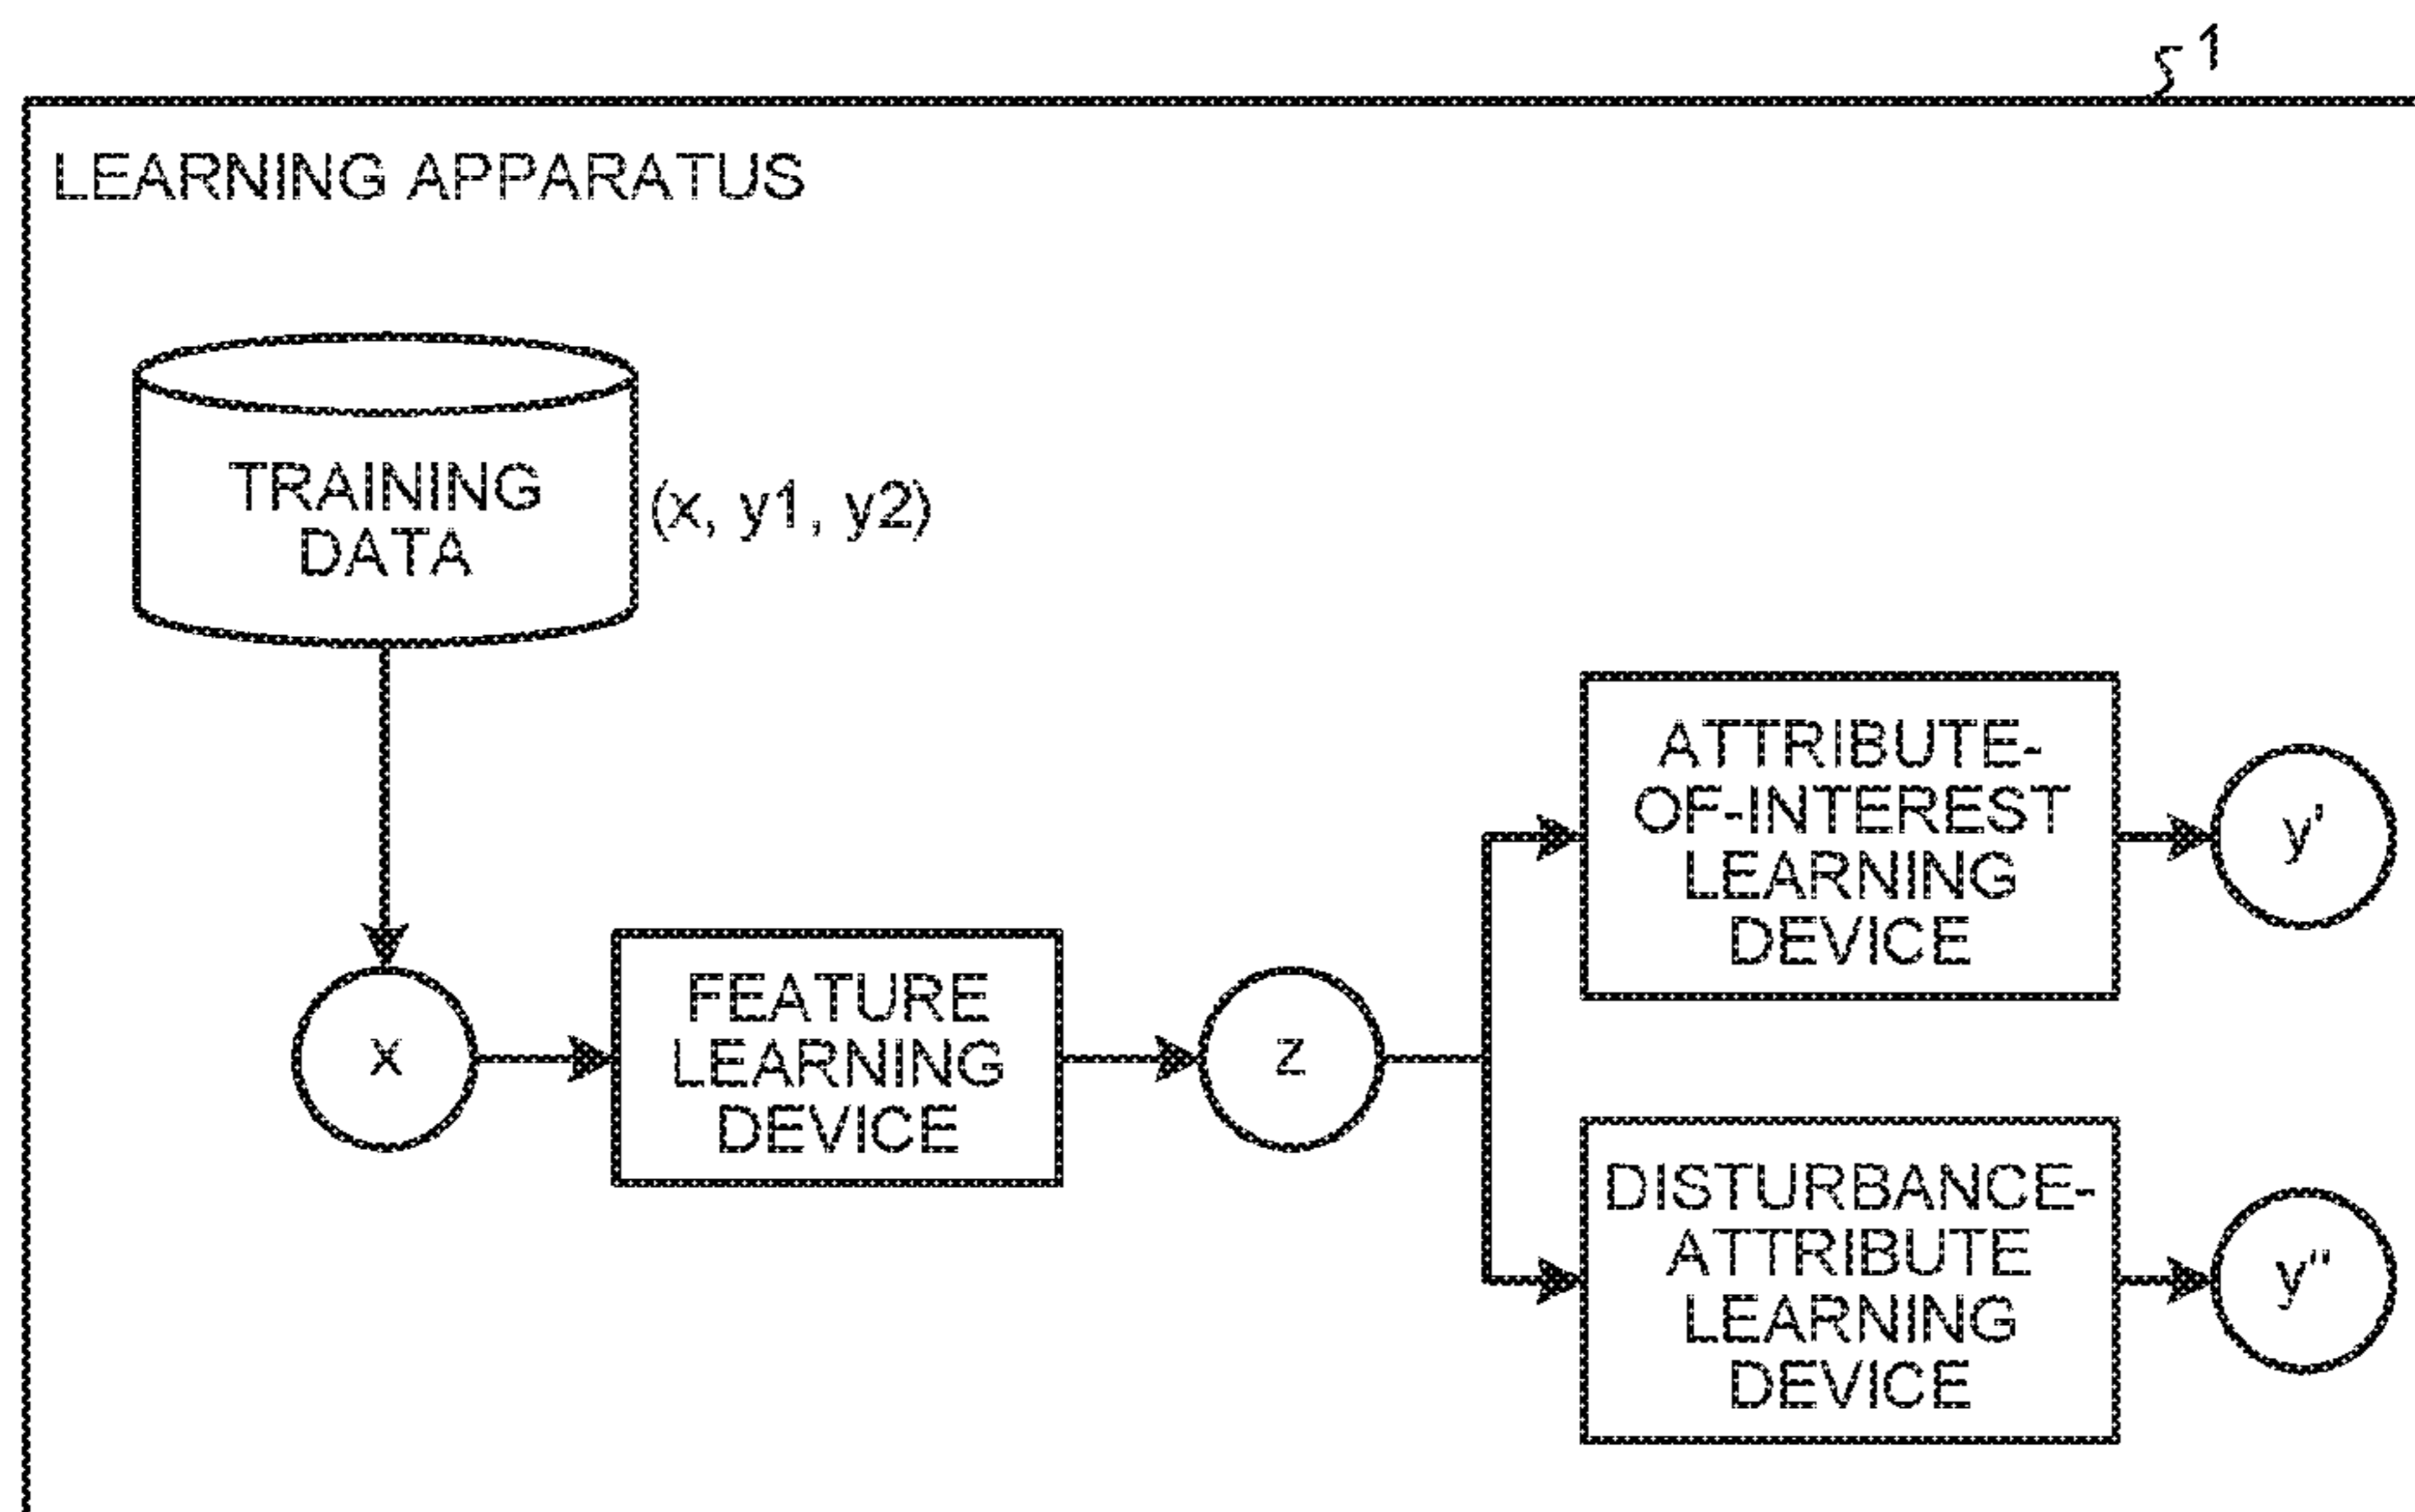 1
LEARNING APPARATUS
TRAINING
DATA
(x, y1, y2)
ATTRIBUTE-
OF-INTEREST
LEARNING
DEVICE
y'
x
FEATURE
LEARNING
DEVICE
z
DISTURBANCE-
ATTRIBUTE
LEARNING
DEVICE
y"